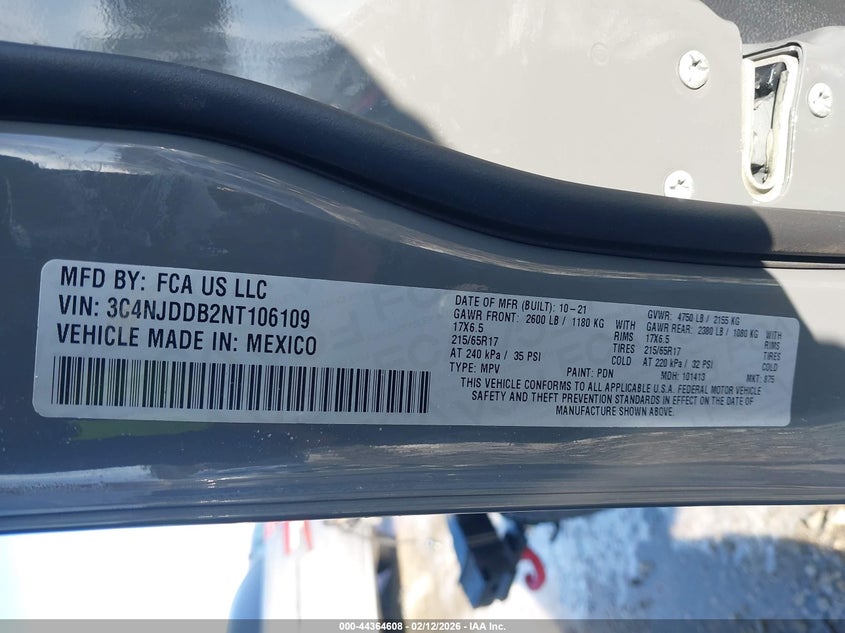 MFD BY: FCA US LLC
VIN: 3C4NJDDB2NT106109
VEHICLE MADE IN: MEXICO
DATE OF MFR (BUILT): 10-21 GVWR: 4750 LB / 2155 KG
GAWR FRONT: 2600 LB / 1180 KG WITH GAWR REAR: 2380 LB / 1080 KG WITH
17X6.5 RIMS 17X6.5 RIMS
215/65R17 TIRES 215/65R17 TIRES
AT 240 kPa / 35 PSI COLD AT 220 kPa / 32 PSI COLD
TYPE: MPV PAINT: PDN MDH: 101413 MKT: 875
THIS VEHICLE CONFORMS TO ALL APPLICABLE U.S.A. FEDERAL MOTOR VEHICLE
SAFETY AND THEFT PREVENTION STANDARDS IN EFFECT ON THE DATE OF
MANUFACTURE SHOWN ABOVE.
000-44364608 - 02/12/2026 - IAA Inc.